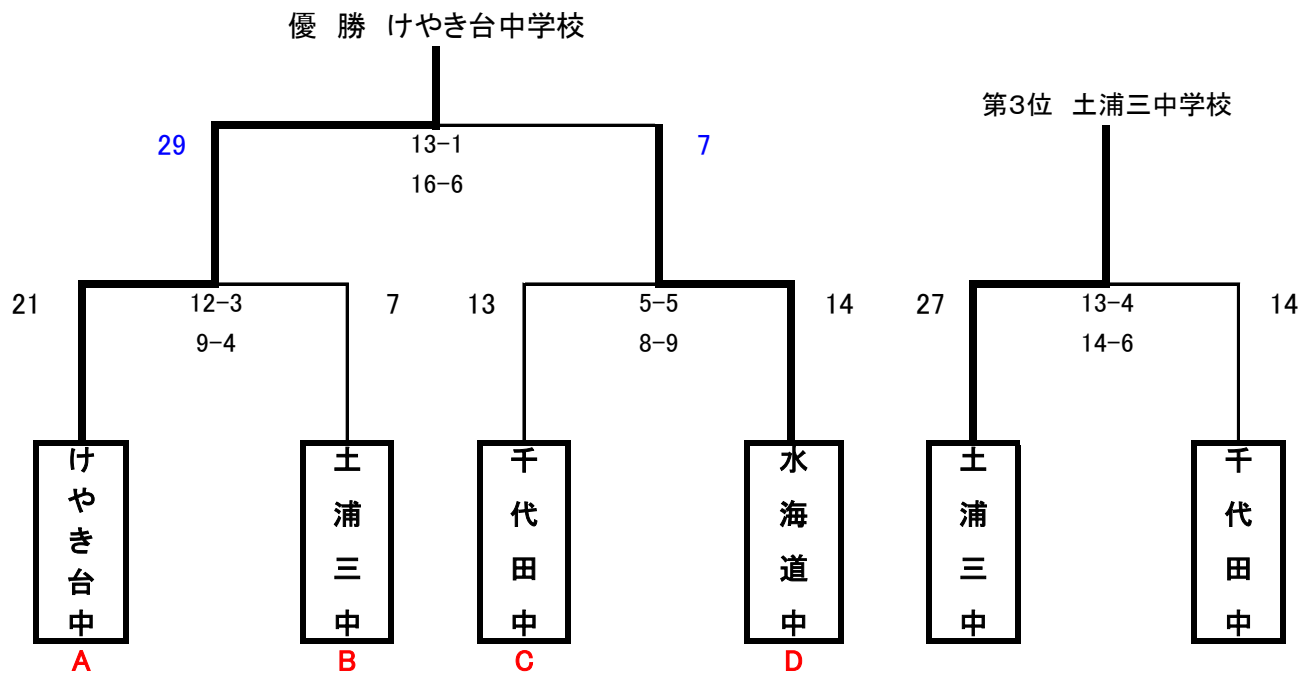 優　勝　けやき台中学校
第3位　土浦三中学校
29
13-1
7
16-6
21
12-3
7
13
5-5
14
27
13-4
14
9-4
8-9
14-6
けやき台中
土浦三中
千代田中
水海道中
土浦三中
千代田中
A
B
C
D